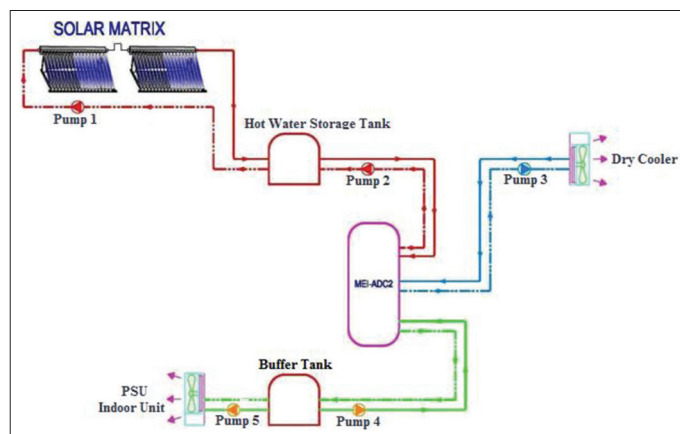 SOLAR MATRIX
Pump 1
Hot Water Storage Tank
Pump 2
Pump 3
Dry Cooler
MEI-ADC2
Buffer Tank
PSU
Indoor Unit
Pump 5
Pump 4